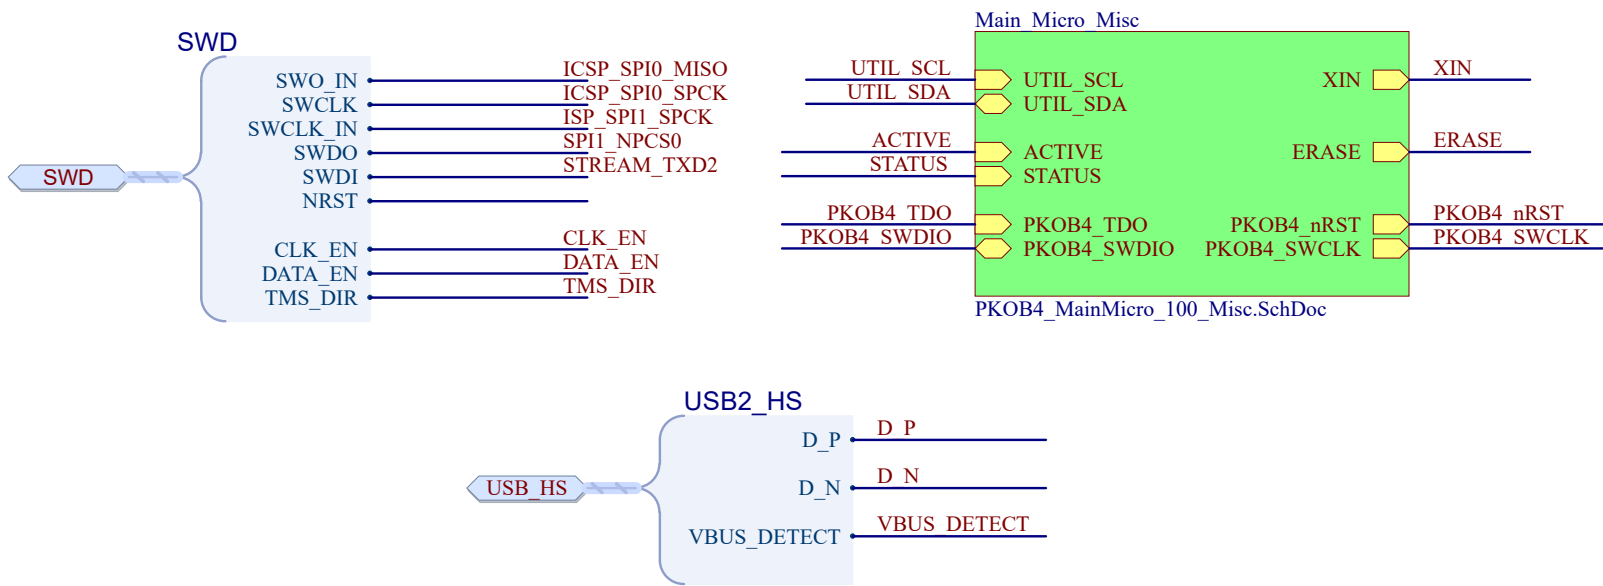 SWD
SWD
SWO_IN ICSP_SPI0_MISO
SWCLK ICSP_SPI0_SPCK
SWCLK_IN ISP_SPI1_SPCK
SWDO SPI1_NPCS0
SWDI STREAM_TXD2
NRST
CLK_EN CLK_EN
DATA_EN DATA_EN
TMS_DIR TMS_DIR
Main_Micro_Misc
UTIL_SCL UTIL_SCL XIN XIN
UTIL_SDA UTIL_SDA
ACTIVE ACTIVE ERASE ERASE
STATUS STATUS
PKOB4_TDO PKOB4_TDO PKOB4_nRST PKOB4_nRST
PKOB4_SWDIO PKOB4_SWDIO PKOB4_SWCLK PKOB4_SWCLK
PKOB4_MainMicro_100_Misc.SchDoc
USB2_HS
USB_HS
D_P D_P
D_N D_N
VBUS_DETECT VBUS_DETECT